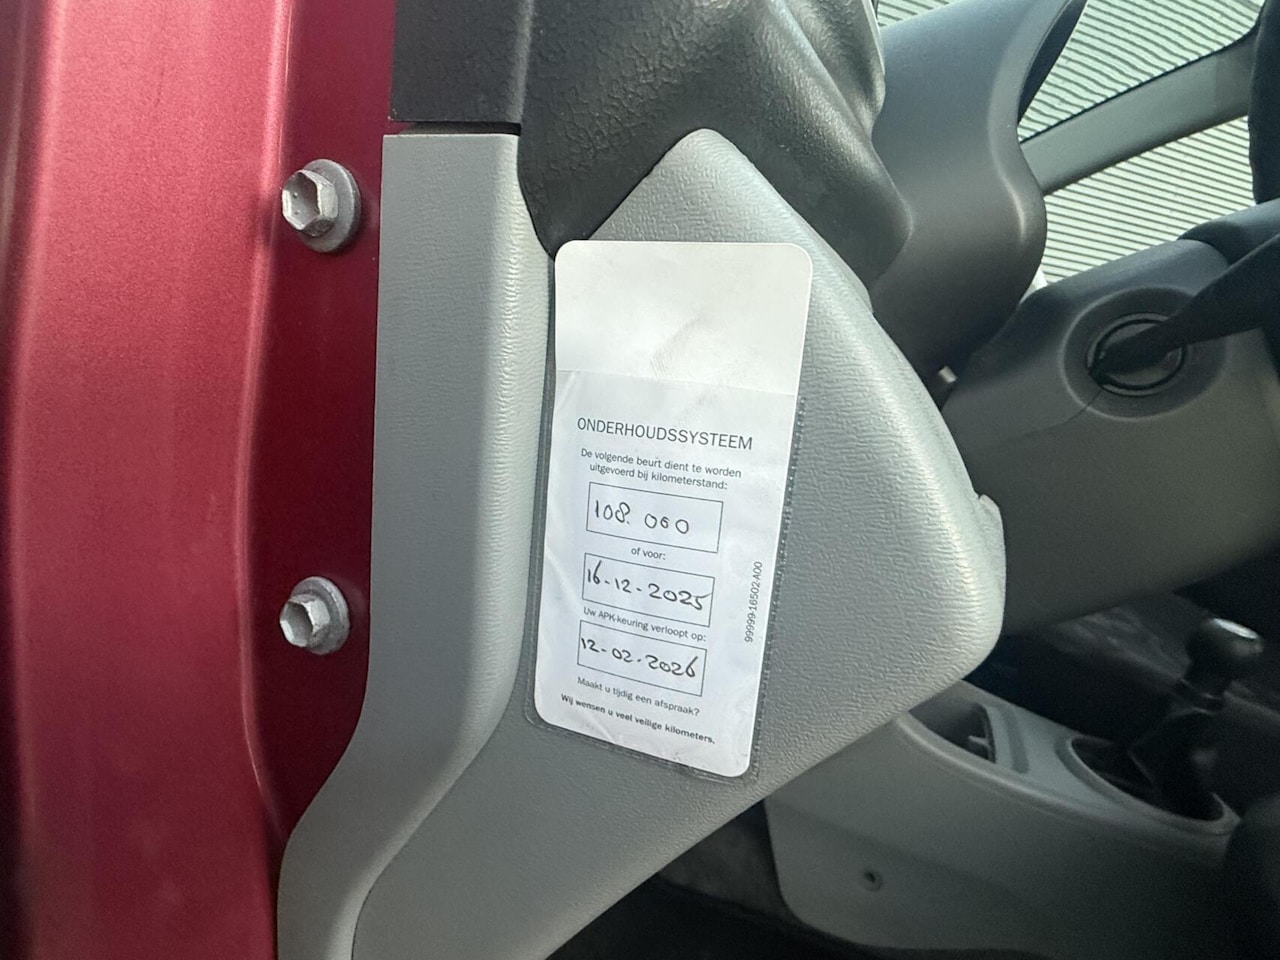 ONDERHOUDSSYSTEEM
De volgende beurt dient te worden
uitgevoerd bij kilometerstand:
108.000
of voor:
16-12-2025
Uw APK-keuring verloopt op:
12-02-2026
Maakt u tijdig een afspraak?
Wij wensen u veel veilige kilometers.
99999-16502-A00